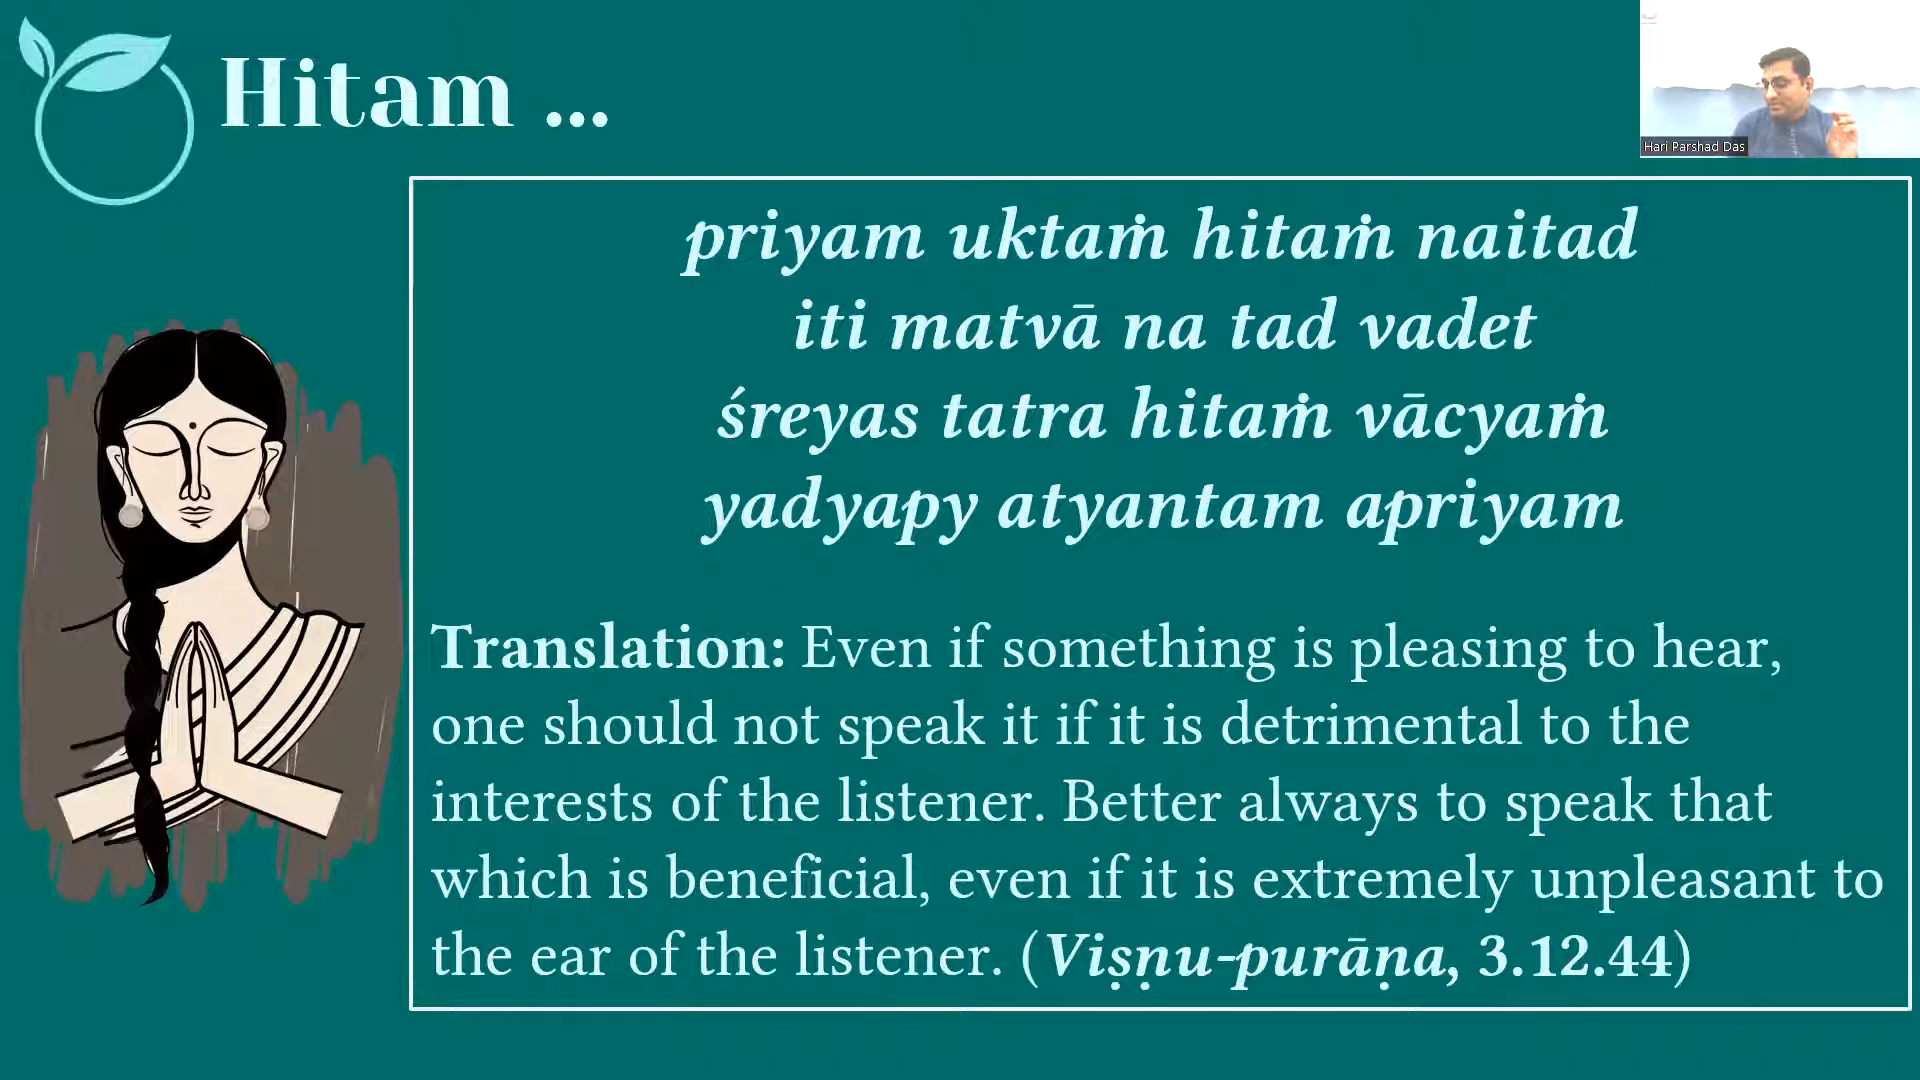 Hitam ...
Hari Parshad Das
priyam uktaṁ hitaṁ naitad
iti matvā na tad vadet
śreyas tatra hitaṁ vācyaṁ
yadyapy atyantam apriyam
Translation: Even if something is pleasing to hear,
one should not speak it if it is detrimental to the
interests of the listener. Better always to speak that
which is beneficial, even if it is extremely unpleasant to
the ear of the listener. (Viṣṇu-purāṇa, 3.12.44)